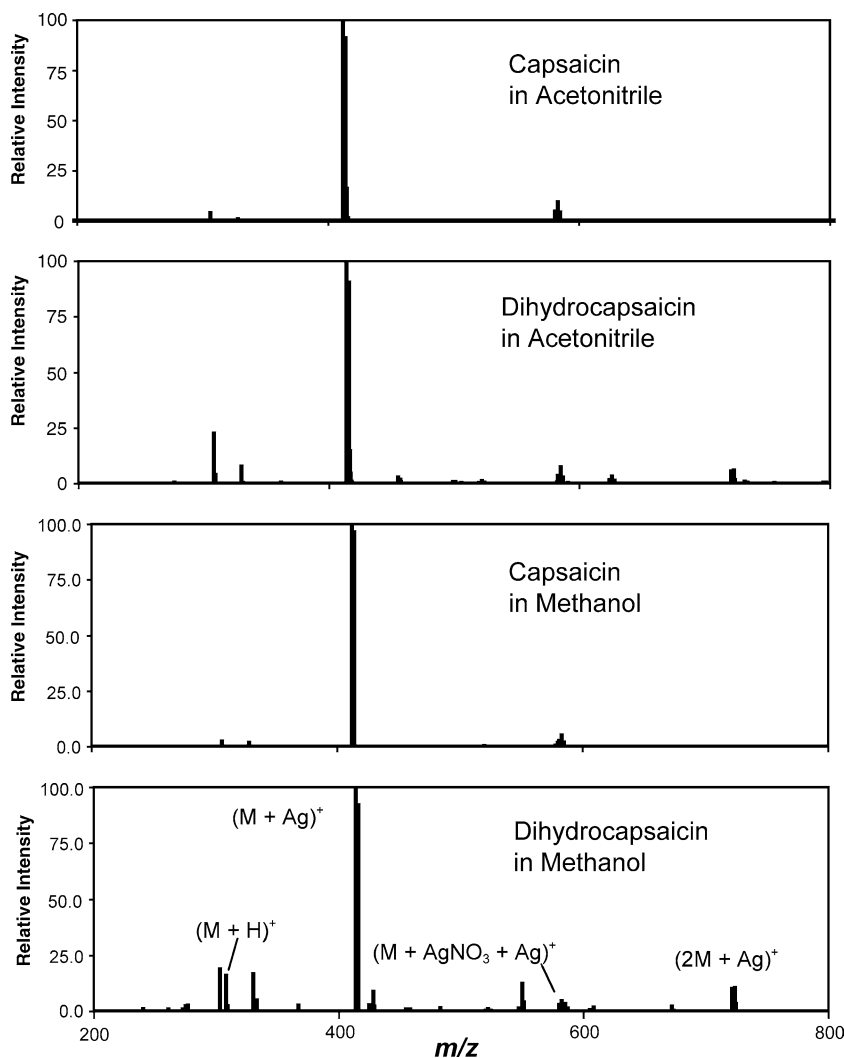 100
75
50
25
0
Relative Intensity
Capsaicin
in Acetonitrile
100
75
50
25
0
Relative Intensity
Dihydrocapsaicin
in Acetonitrile
100.0
75.0
50.0
25.0
0.0
Relative Intensity
Capsaicin
in Methanol
100.0
75.0
50.0
25.0
0.0
Relative Intensity
(M + Ag)⁺
Dihydrocapsaicin
in Methanol
(M + H)⁺
(M + AgNO₃ + Ag)⁺
(2M + Ag)⁺
200
400
600
800
m/z